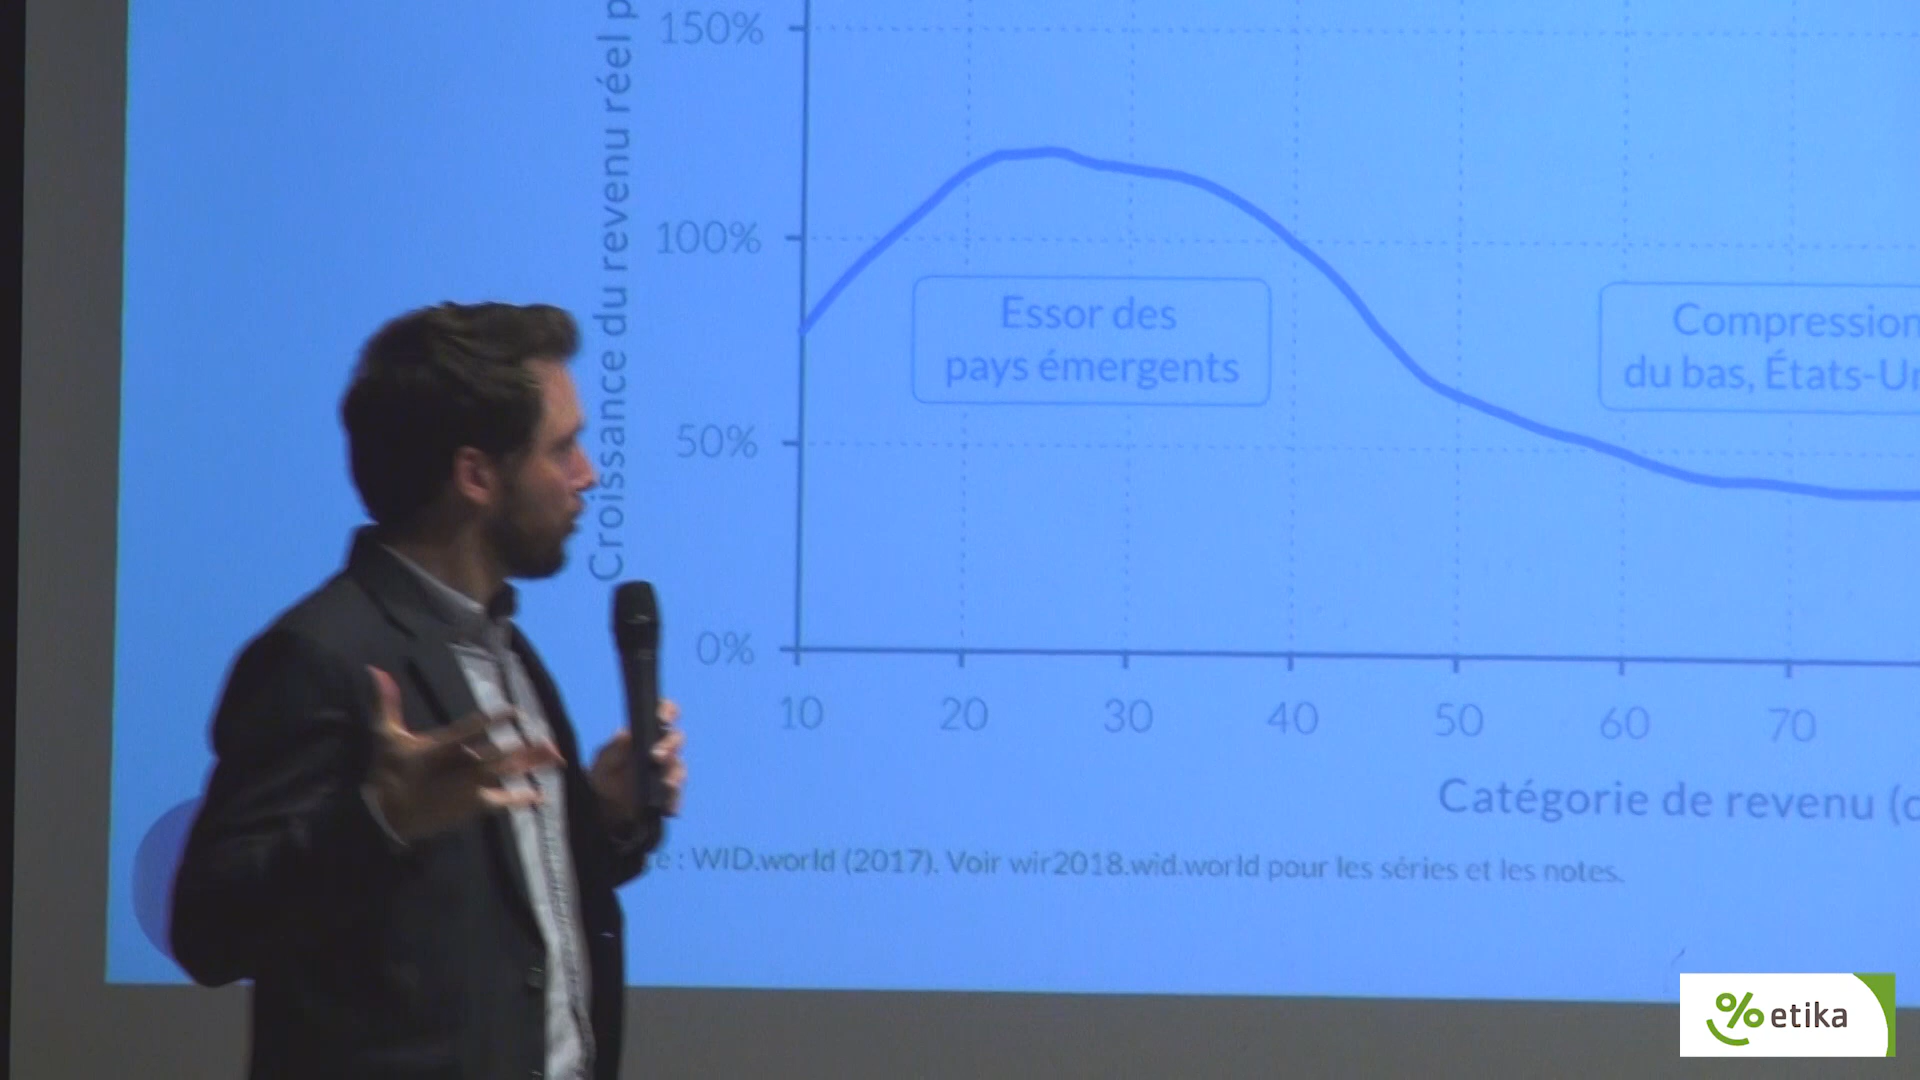 Croissance du revenu réel p
150%
100%
50%
0%
Essor des
pays émergents
Compression
du bas, États-Un
10 20 30 40 50 60 70
Catégorie de revenu (
e : WID.world (2017). Voir wir2018.wid.world pour les séries et les notes.
% etika